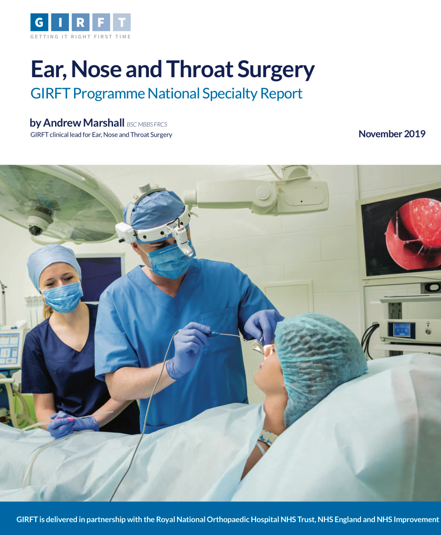 GIRFT
GETTING IT RIGHT FIRST TIME
Ear, Nose and Throat Surgery
GIRFT Programme National Specialty Report
by Andrew Marshall BSC MBBS FRCS
GIRFT clinical lead for Ear, Nose and Throat Surgery
November 2019
GIRFT is delivered in partnership with the Royal National Orthopaedic Hospital NHS Trust, NHS England and NHS Improvement